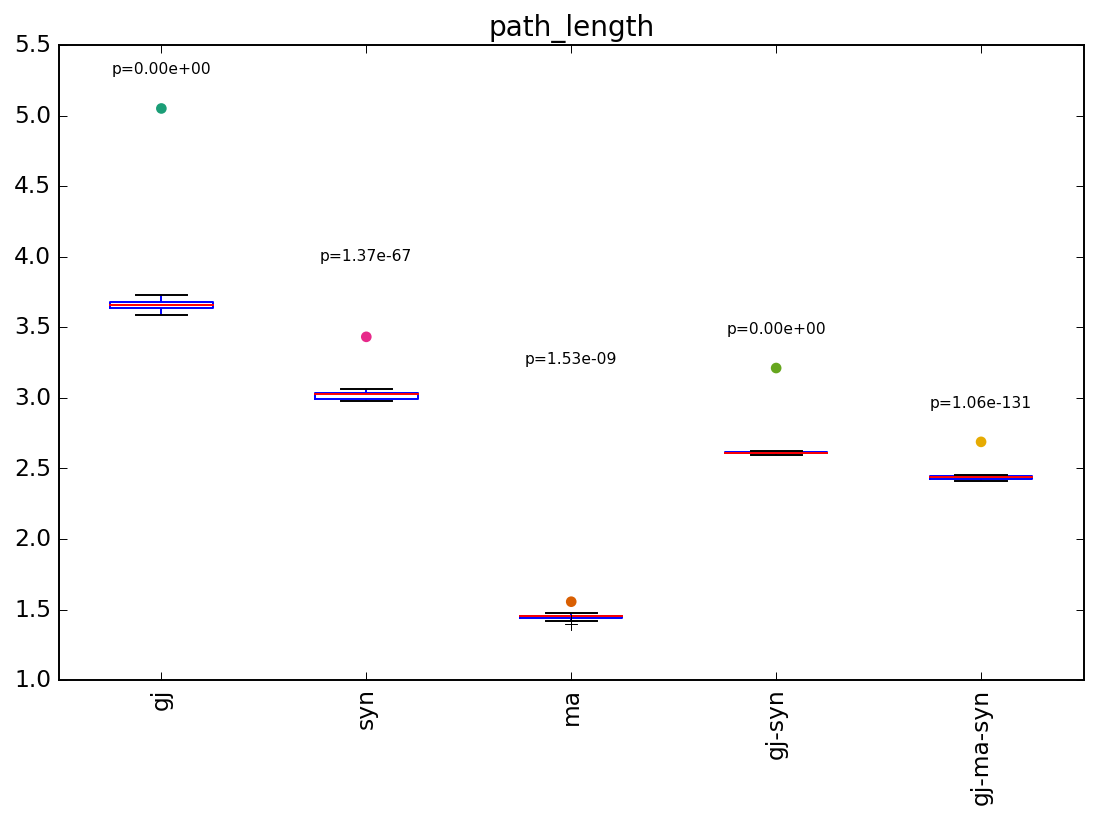 path_length
5.5
5.0
4.5
4.0
3.5
3.0
2.5
2.0
1.5
1.0
p=0.00e+00
p=1.37e-67
p=1.53e-09
p=0.00e+00
p=1.06e-131
gj
syn
ma
gj-syn
gj-ma-syn